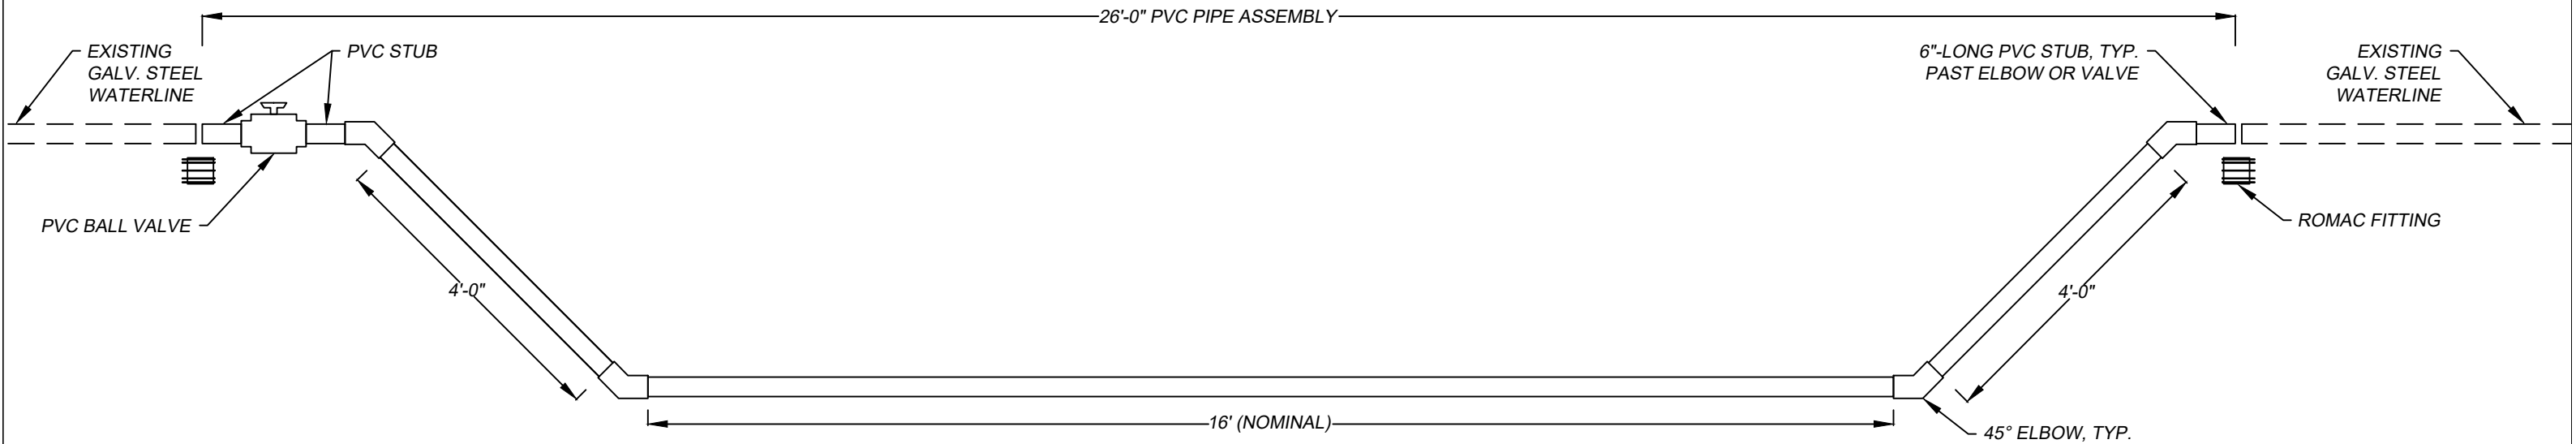 26'-0" PVC PIPE ASSEMBLY
EXISTING
GALV. STEEL
WATERLINE
PVC STUB
6"-LONG PVC STUB, TYP.
PAST ELBOW OR VALVE
EXISTING
GALV. STEEL
WATERLINE
PVC BALL VALVE
ROMAC FITTING
4'-0"
4'-0"
16' (NOMINAL)
45° ELBOW, TYP.